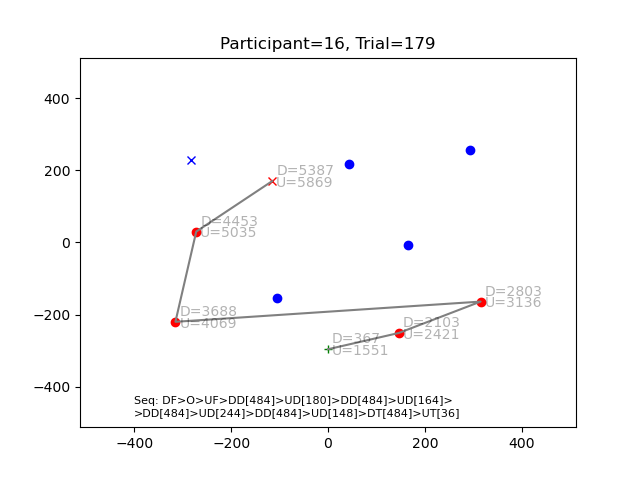 Participant=16, Trial=179
400
200
0
−200
−400
D=5387
U=5869
D=4453
U=5035
D=3688
U=4069
D=2803
U=3136
D=2103
U=2421
D=367
U=1551
Seq: DF>O>UF>DD[484]>UD[180]>DD[484]>UD[164]>
>DD[484]>UD[244]>DD[484]>UD[148]>DT[484]>UT[36]
−400 −200 0 200 400